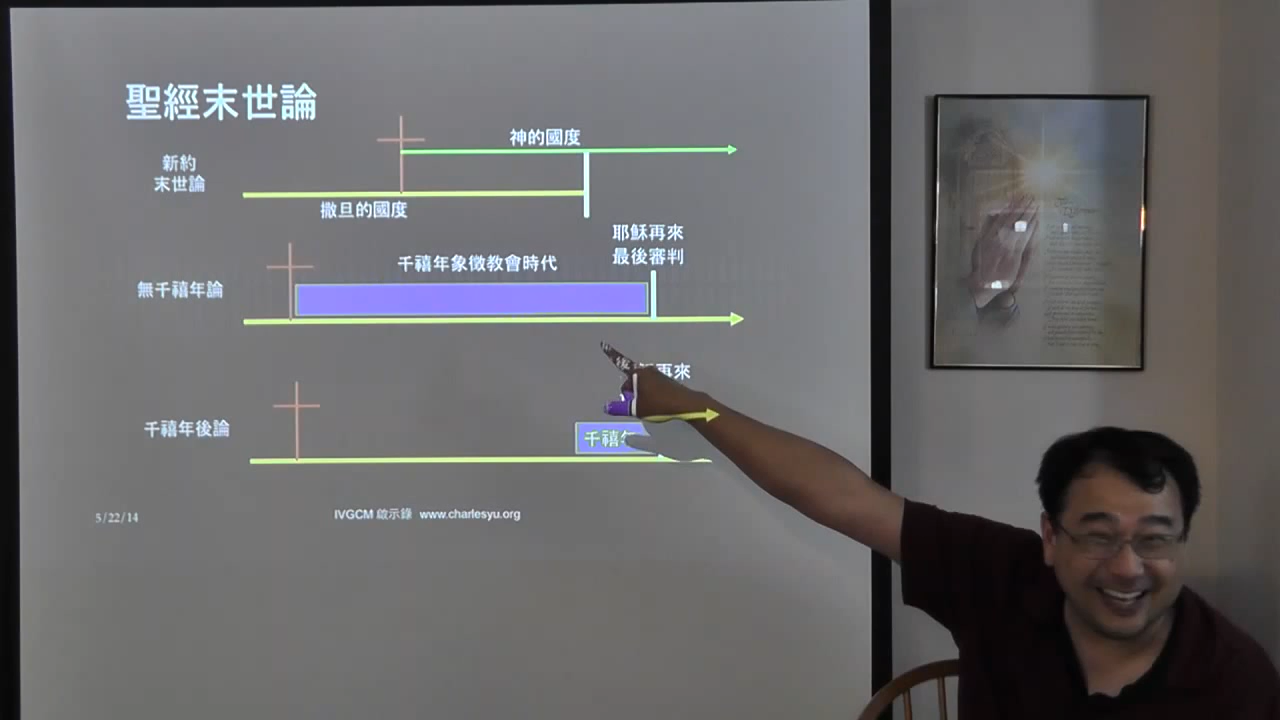 聖經末世論
神的國度
新約
末世論
撒旦的國度
耶穌再來
最後審判
千禧年象徵教會時代
無千禧年論
再來
千禧年後論
千禧
5/22/14
IVGCM 啟示錄 www.charlesyu.org